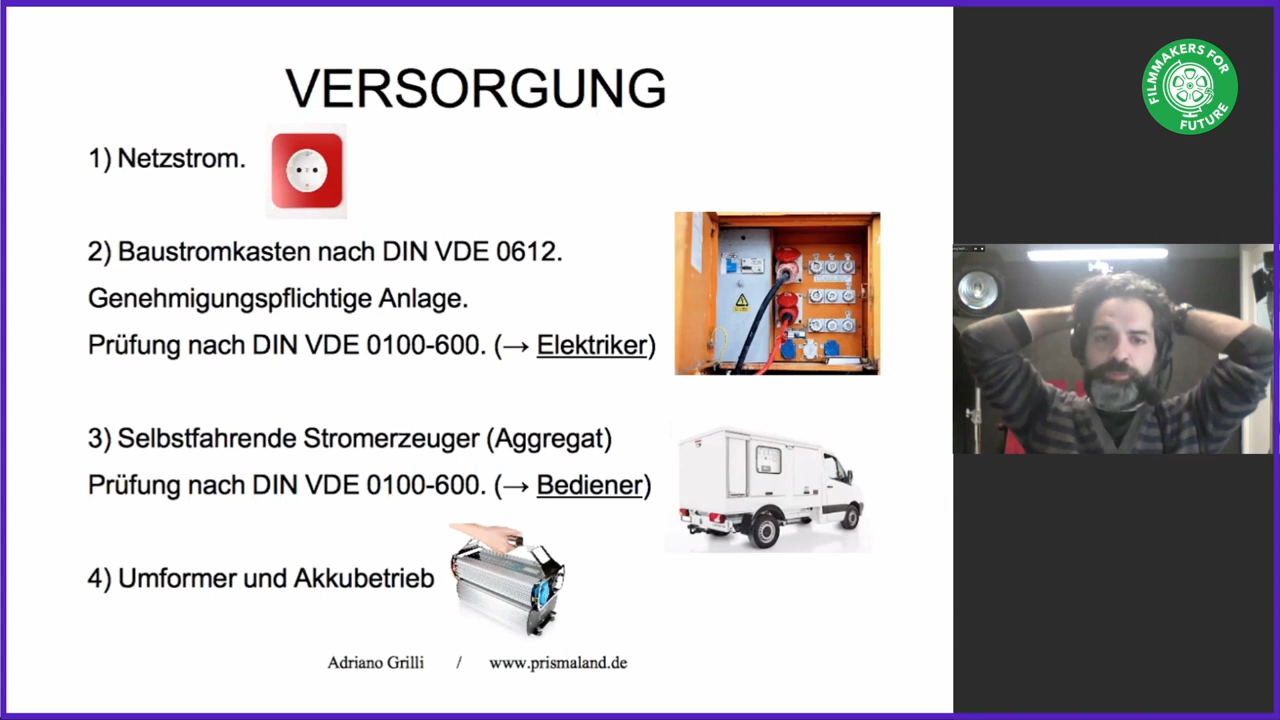 VERSORGUNG
1) Netzstrom.
2) Baustromkasten nach DIN VDE 0612.
Genehmigungspflichtige Anlage.
Prüfung nach DIN VDE 0100-600. (→ Elektriker)
3) Selbstfahrende Stromerzeuger (Aggregat)
Prüfung nach DIN VDE 0100-600. (→ Bediener)
4) Umformer und Akkubetrieb
Adriano Grilli / www.prismaland.de
FILMMAKERS FOR
FUTURE